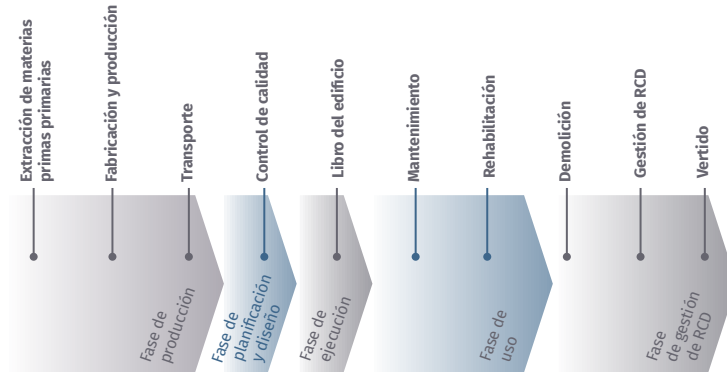 Extracción de materias
primas primarias
Fabricación y producción
Transporte
Control de calidad
Libro del edificio
Mantenimiento
Rehabilitación
Demolición
Gestión de RCD
Vertido
Fase de
producción
Fase de
planificación
y diseño
Fase de
ejecución
Fase de
uso
Fase
de gestión
de RCD